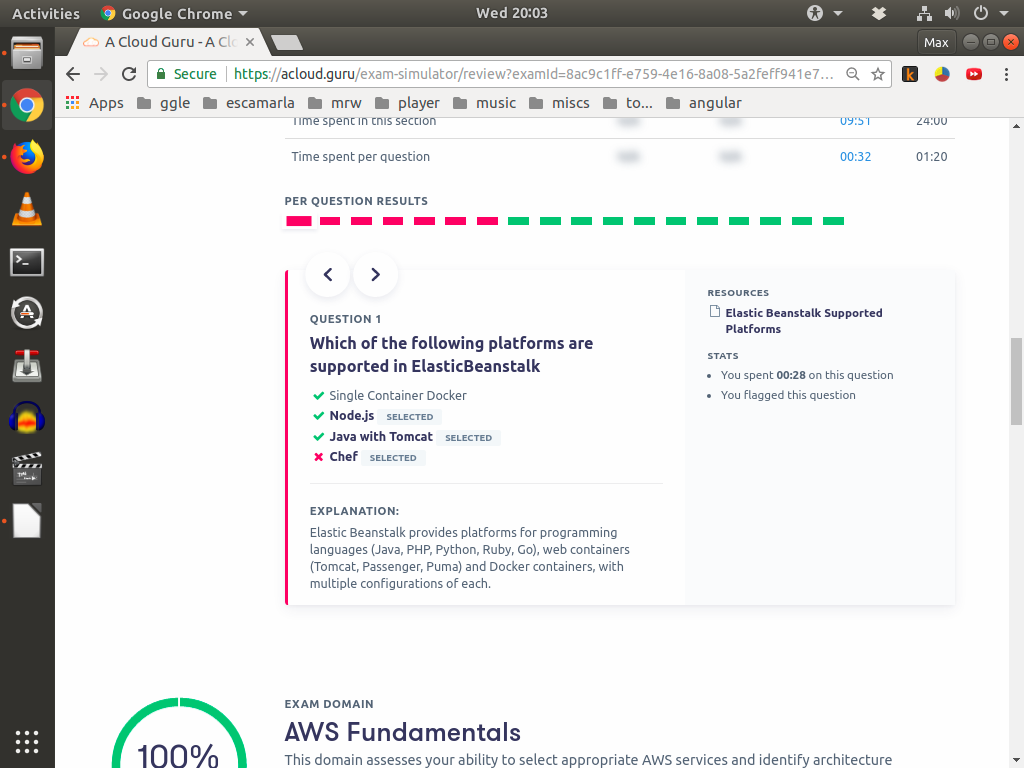 Activities Google Chrome Wed 20:03
A Cloud Guru - A Cl Max
Secure https://acloud.guru/exam-simulator/review?examId=8ac9c1ff-e759-4e16-8a08-5a2feff941e7...
Apps ggle escamarla mrw player music miscs to... angular
Time spent in this section 09:51 24:00
Time spent per question 00:32 01:20
PER QUESTION RESULTS
QUESTION 1
Which of the following platforms are
supported in ElasticBeanstalk
Single Container Docker
Node.js SELECTED
Java with Tomcat SELECTED
Chef SELECTED
EXPLANATION:
Elastic Beanstalk provides platforms for programming
languages (Java, PHP, Python, Ruby, Go), web containers
(Tomcat, Passenger, Puma) and Docker containers, with
multiple configurations of each.
RESOURCES
Elastic Beanstalk Supported
Platforms
STATS
You spent 00:28 on this question
You flagged this question
100%
EXAM DOMAIN
AWS Fundamentals
This domain assesses your ability to select appropriate AWS services and identify architecture